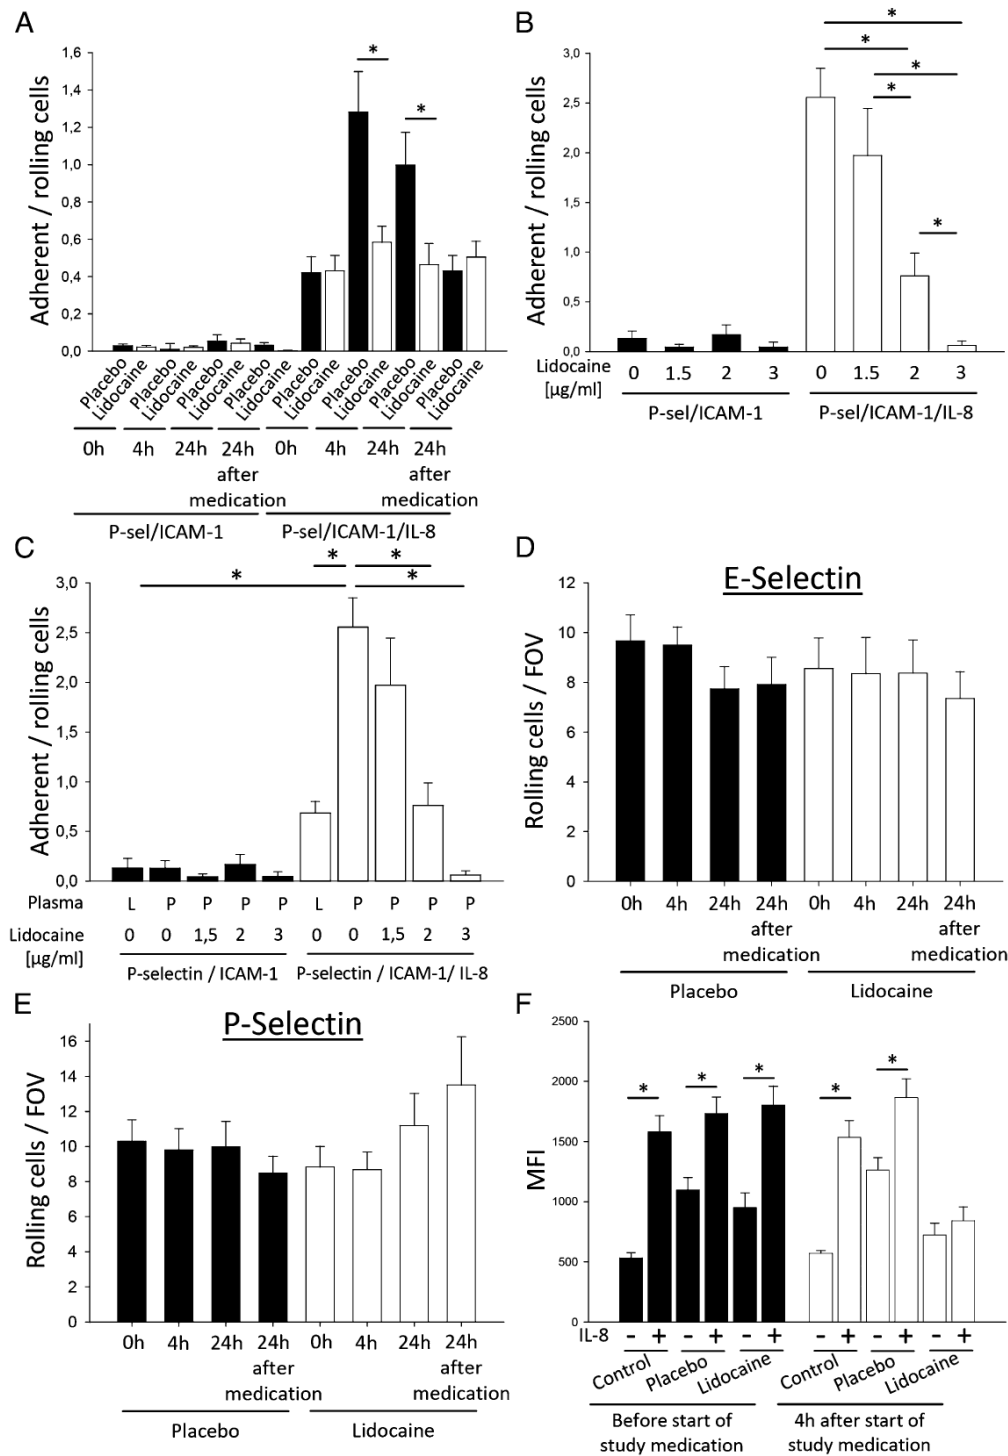 A
Adherent / rolling cells
1,6
1,4
1,2
1,0
0,8
0,6
0,4
0,2
0,0
* *
Placebo Lidocaine Placebo Lidocaine Placebo Lidocaine Placebo Lidocaine Placebo Lidocaine Placebo Lidocaine Placebo Lidocaine Placebo Lidocaine
0h 4h 24h 24h 0h 4h 24h 24h
after after
medication medication
P-sel/ICAM-1 P-sel/ICAM-1/IL-8
B
Adherent / rolling cells
3,0
2,5
2,0
1,5
1,0
0,5
0,0
* * * * *
Lidocaine 0 1.5 2 3 0 1.5 2 3
[µg/ml]
P-sel/ICAM-1 P-sel/ICAM-1/IL-8
C
Adherent / rolling cells
3,0
2,5
2,0
1,5
1,0
0,5
0,0
* * * *
Plasma L P P P P L P P P P
Lidocaine 0 0 1,5 2 3 0 0 1,5 2 3
[µg/ml]
P-selectin / ICAM-1 P-selectin / ICAM-1/ IL-8
D
E-Selectin
Rolling cells / FOV
12
10
8
6
4
2
0
0h 4h 24h 24h 0h 4h 24h 24h
after after
medication medication
Placebo Lidocaine
E
P-Selectin
Rolling cells / FOV
16
14
12
10
8
6
4
2
0
0h 4h 24h 24h 0h 4h 24h 24h
after after
medication medication
Placebo Lidocaine
F
MFI
2500
2000
1500
1000
500
0
* * * * *
IL-8 - + - + - + - + - + - +
Control Placebo Lidocaine Control Placebo Lidocaine
Before start of 4h after start of
study medication study medication